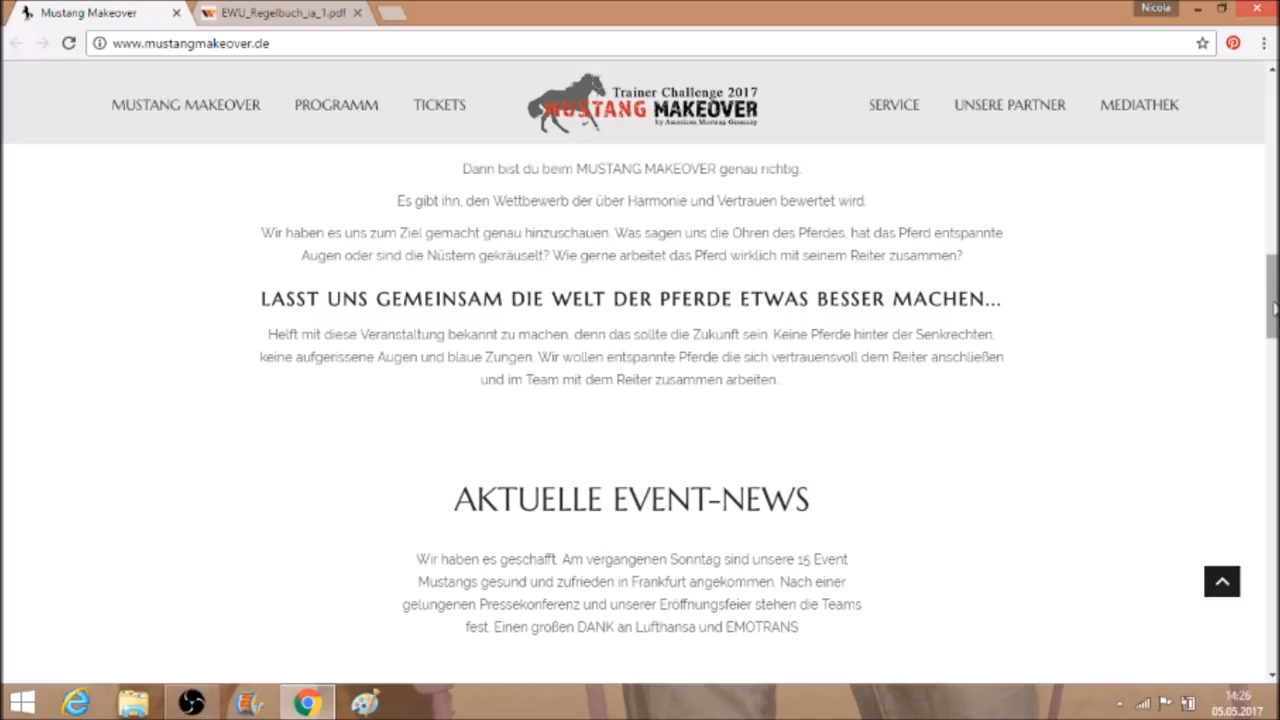 Mustang Makeover
EWU_Regelbuch_ia_1.pdf
Nicola
www.mustangmakeover.de
MUSTANG MAKEOVER
PROGRAMM
TICKETS
Trainer Challenge 2017
MUSTANG MAKEOVER
by American Mustang Germany
SERVICE
UNSERE PARTNER
MEDIATHEK
Dann bist du beim MUSTANG MAKEOVER genau richtig.
Es gibt ihn, den Wettbewerb der über Harmonie und Vertrauen bewertet wird.
Wir haben es uns zum Ziel gemacht genau hinzuschauen. Was sagen uns die Ohren des Pferdes, hat das Pferd entspannte
Augen oder sind die Nüstern gekräuselt? Wie gerne arbeitet das Pferd wirklich mit seinem Reiter zusammen?
LASST UNS GEMEINSAM DIE WELT DER PFERDE ETWAS BESSER MACHEN...
Helft mit diese Veranstaltung bekannt zu machen, denn das sollte die Zukunft sein. Keine Pferde hinter der Senkrechten,
keine aufgerissene Augen und blaue Zungen. Wir wollen entspannte Pferde die sich vertrauensvoll dem Reiter anschließen
und im Team mit dem Reiter zusammen arbeiten...
AKTUELLE EVENT-NEWS
Wir haben es geschafft. Am vergangenen Sonntag sind unsere 15 Event
Mustangs gesund und zufrieden in Frankfurt angekommen. Nach einer
gelungenen Pressekonferenz und unserer Eröffnungsfeier stehen die Teams
fest. Einen großen DANK an Lufthansa und EMOTRANS
14:26
05.05.2017